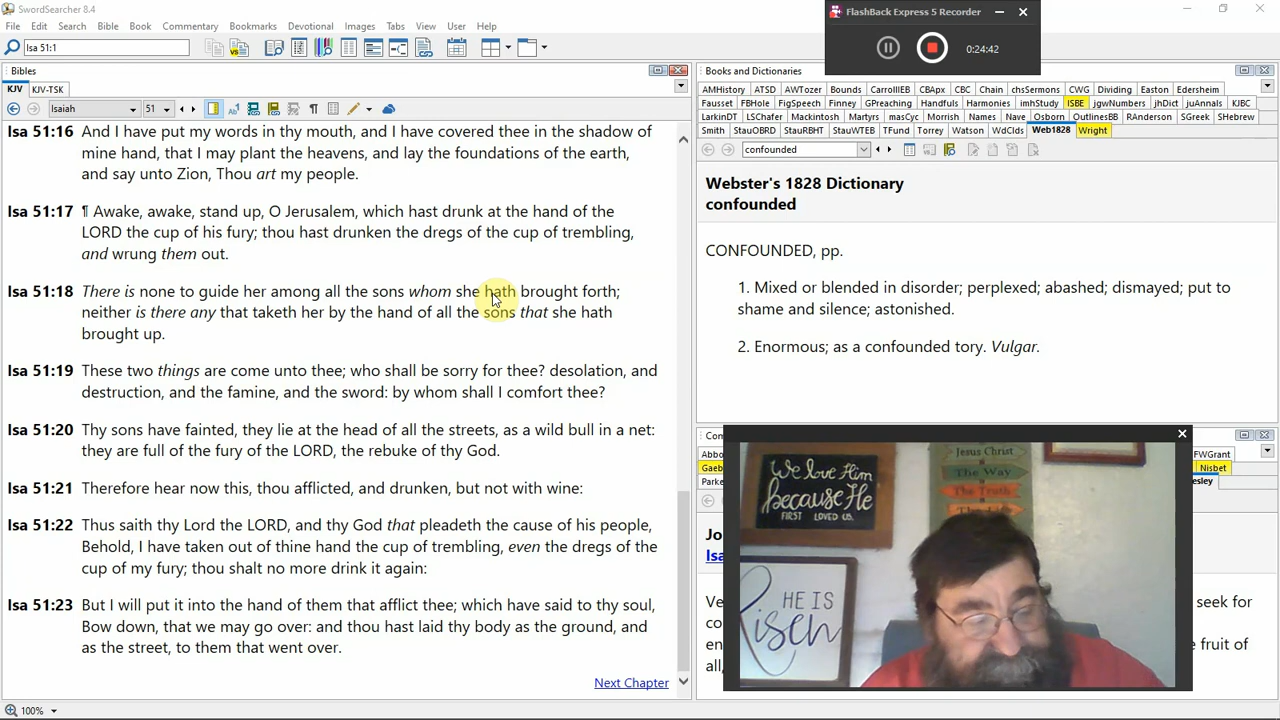 SwordSearcher 8.4
File Edit Search Bible Book Commentary Bookmarks Devotional Images Tabs View User Help
Isa 51:1
FlashBack Express 5 Recorder
0:24:42
Bibles
KJV KJV-TSK
Isaiah 51
Isa 51:16 And I have put my words in thy mouth, and I have covered thee in the shadow of
mine hand, that I may plant the heavens, and lay the foundations of the earth,
and say unto Zion, Thou art my people.
Isa 51:17 ¶ Awake, awake, stand up, O Jerusalem, which hast drunk at the hand of the
LORD the cup of his fury; thou hast drunken the dregs of the cup of trembling,
and wrung them out.
Isa 51:18 There is none to guide her among all the sons whom she hath brought forth;
neither is there any that taketh her by the hand of all the sons that she hath
brought up.
Isa 51:19 These two things are come unto thee; who shall be sorry for thee? desolation, and
destruction, and the famine, and the sword: by whom shall I comfort thee?
Isa 51:20 Thy sons have fainted, they lie at the head of all the streets, as a wild bull in a net:
they are full of the fury of the LORD, the rebuke of thy God.
Isa 51:21 Therefore hear now this, thou afflicted, and drunken, but not with wine:
Isa 51:22 Thus saith thy Lord the LORD, and thy God that pleadeth the cause of his people,
Behold, I have taken out of thine hand the cup of trembling, even the dregs of the
cup of my fury; thou shalt no more drink it again:
Isa 51:23 But I will put it into the hand of them that afflict thee; which have said to thy soul,
Bow down, that we may go over: and thou hast laid thy body as the ground, and
as the street, to them that went over.
Next Chapter
100%
Books and Dictionaries
AMHistory ATSD AWTozer Bounds CarrollIEB CBApx CBC Chain chsSermons CWG Dividing Easton Edersheim
Fausset FBHole FigSpeech Finney GPreaching Handfuls Harmonies imhStudy ISBE jgwNumbers jhDict juAnnals KJBC
LarkinDT LSChafer Mackintosh Martyrs masCyc Morrish Names Nave Osborn OutlinesBB RAnderson SGreek SHebrew
Smith StauOBRD StauRBHT StauWTEB TFund Torrey Watson WdClds Web1828 Wright
confounded
Webster's 1828 Dictionary
confounded
CONFOUNDED, pp.
1. Mixed or blended in disorder; perplexed; abashed; dismayed; put to
shame and silence; astonished.
2. Enormous; as a confounded tory. Vulgar.
FWGrant
Nisbet
We love Him
because He
FIRST LOVED US.
Jesus Christ
The Way
The Truth
HE IS
Risen
seek for
e fruit of
all,